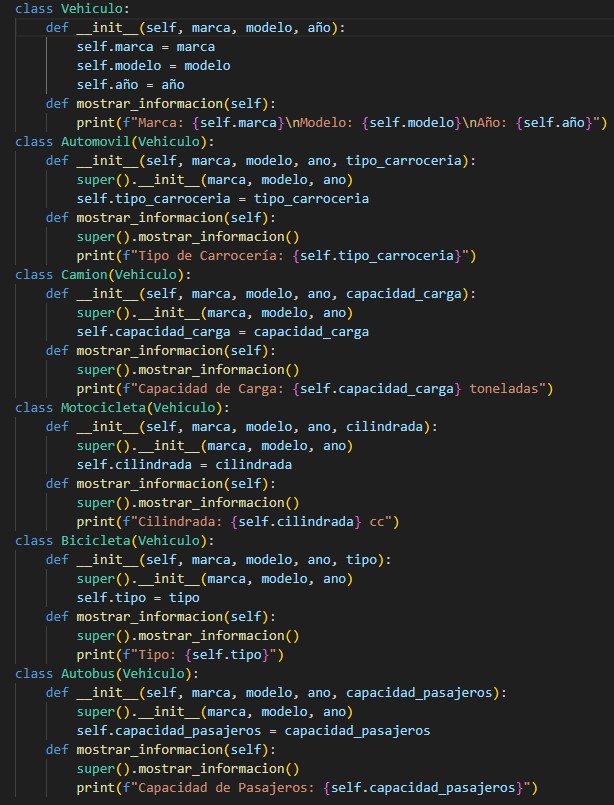 class Vehiculo:
    def __init__(self, marca, modelo, año):
        self.marca = marca
        self.modelo = modelo
        self.año = año
    def mostrar_informacion(self):
        print(f"Marca: {self.marca}\nModelo: {self.modelo}\nAño: {self.año}")
class Automovil(Vehiculo):
    def __init__(self, marca, modelo, ano, tipo_carroceria):
        super().__init__(marca, modelo, ano)
        self.tipo_carroceria = tipo_carroceria
    def mostrar_informacion(self):
        super().mostrar_informacion()
        print(f"Tipo de Carrocería: {self.tipo_carroceria}")
class Camion(Vehiculo):
    def __init__(self, marca, modelo, ano, capacidad_carga):
        super().__init__(marca, modelo, ano)
        self.capacidad_carga = capacidad_carga
    def mostrar_informacion(self):
        super().mostrar_informacion()
        print(f"Capacidad de Carga: {self.capacidad_carga} toneladas")
class Motocicleta(Vehiculo):
    def __init__(self, marca, modelo, ano, cilindrada):
        super().__init__(marca, modelo, ano)
        self.cilindrada = cilindrada
    def mostrar_informacion(self):
        super().mostrar_informacion()
        print(f"Cilindrada: {self.cilindrada} cc")
class Bicicleta(Vehiculo):
    def __init__(self, marca, modelo, ano, tipo):
        super().__init__(marca, modelo, ano)
        self.tipo = tipo
    def mostrar_informacion(self):
        super().mostrar_informacion()
        print(f"Tipo: {self.tipo}")
class Autobus(Vehiculo):
    def __init__(self, marca, modelo, ano, capacidad_pasajeros):
        super().__init__(marca, modelo, ano)
        self.capacidad_pasajeros = capacidad_pasajeros
    def mostrar_informacion(self):
        super().mostrar_informacion()
        print(f"Capacidad de Pasajeros: {self.capacidad_pasajeros}")